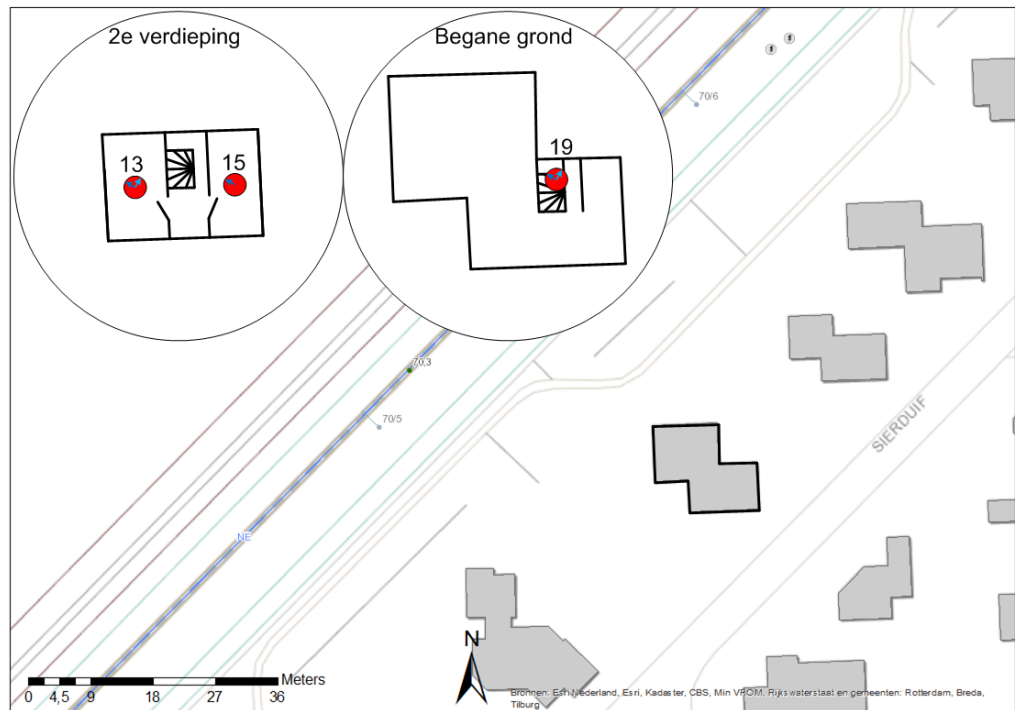 2e verdieping
Begane grond
13
15
19
70/6
70,3
70/5
NE
SIERDUIF
N
Meters
0 4,5 9 18 27 36
Bronnen: Esri Nederland, Esri, Kadaster, CBS, Min VROM, Rijkswaterstaat en gemeenten: Rotterdam, Breda,
Tilburg